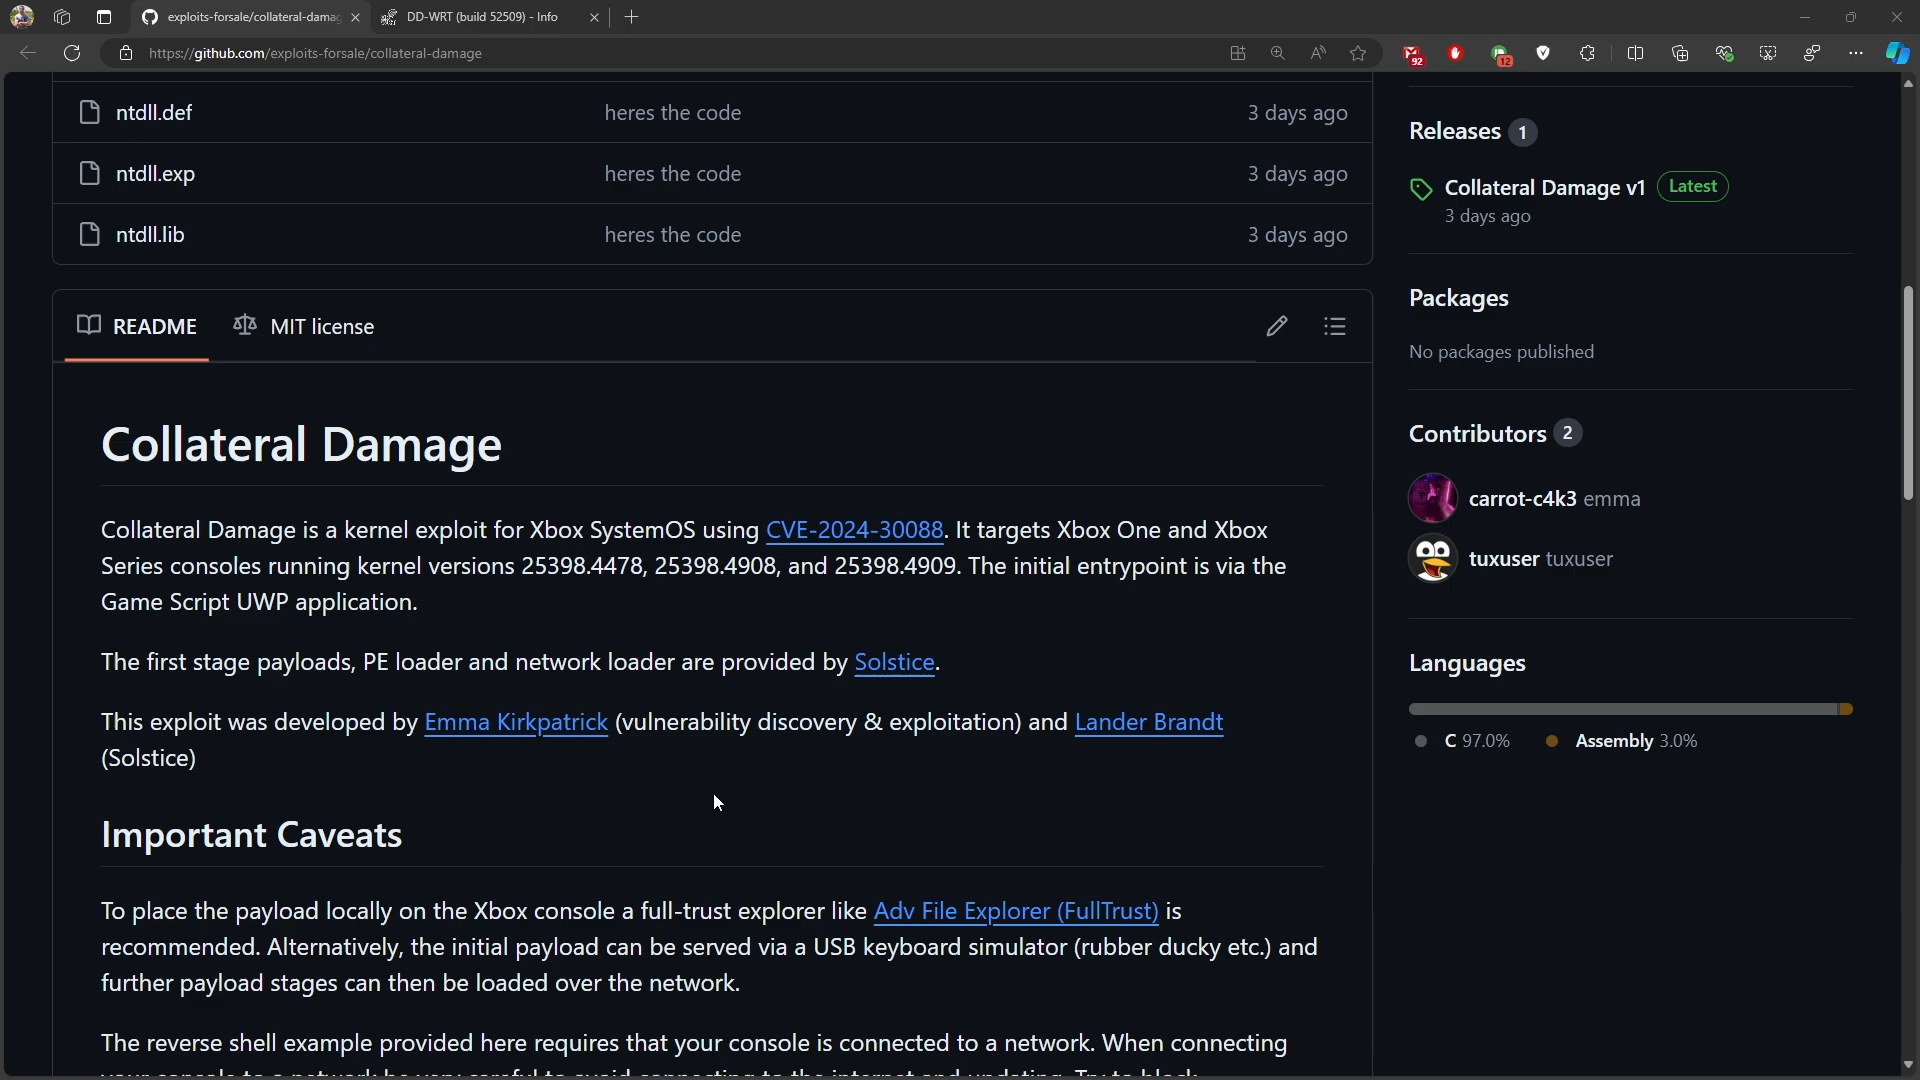 exploits-forsale/collateral-damag
DD-WRT (build 52509) - Info
https://github.com/exploits-forsale/collateral-damage
92
12
ntdll.def heres the code 3 days ago
ntdll.exp heres the code 3 days ago
ntdll.lib heres the code 3 days ago
README MIT license
Collateral Damage
Collateral Damage is a kernel exploit for Xbox SystemOS using CVE-2024-30088. It targets Xbox One and Xbox
Series consoles running kernel versions 25398.4478, 25398.4908, and 25398.4909. The initial entrypoint is via the
Game Script UWP application.
The first stage payloads, PE loader and network loader are provided by Solstice.
This exploit was developed by Emma Kirkpatrick (vulnerability discovery & exploitation) and Lander Brandt
(Solstice)
Important Caveats
To place the payload locally on the Xbox console a full-trust explorer like Adv File Explorer (FullTrust) is
recommended. Alternatively, the initial payload can be served via a USB keyboard simulator (rubber ducky etc.) and
further payload stages can then be loaded over the network.
The reverse shell example provided here requires that your console is connected to a network. When connecting
Releases 1
Collateral Damage v1 Latest
3 days ago
Packages
No packages published
Contributors 2
carrot-c4k3 emma
tuxuser tuxuser
Languages
C 97.0% Assembly 3.0%